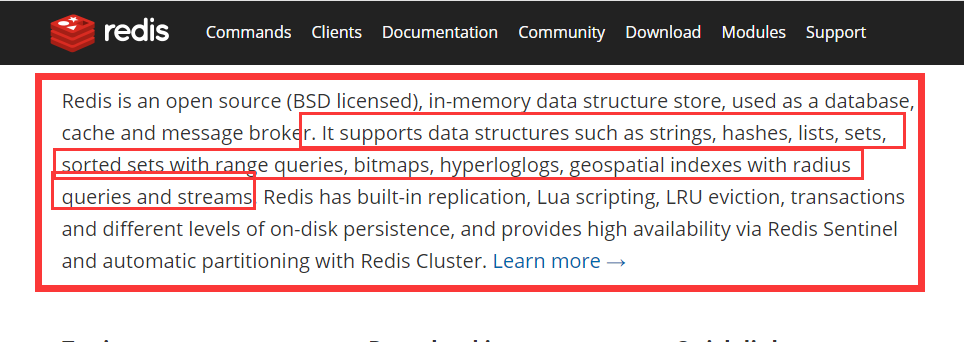 redis Commands Clients Documentation Community Download Modules Support
Redis is an open source (BSD licensed), in-memory data structure store, used as a database,
cache and message broker. It supports data structures such as strings, hashes, lists, sets,
sorted sets with range queries, bitmaps, hyperloglogs, geospatial indexes with radius
queries and streams. Redis has built-in replication, Lua scripting, LRU eviction, transactions
and different levels of on-disk persistence, and provides high availability via Redis Sentinel
and automatic partitioning with Redis Cluster. Learn more →